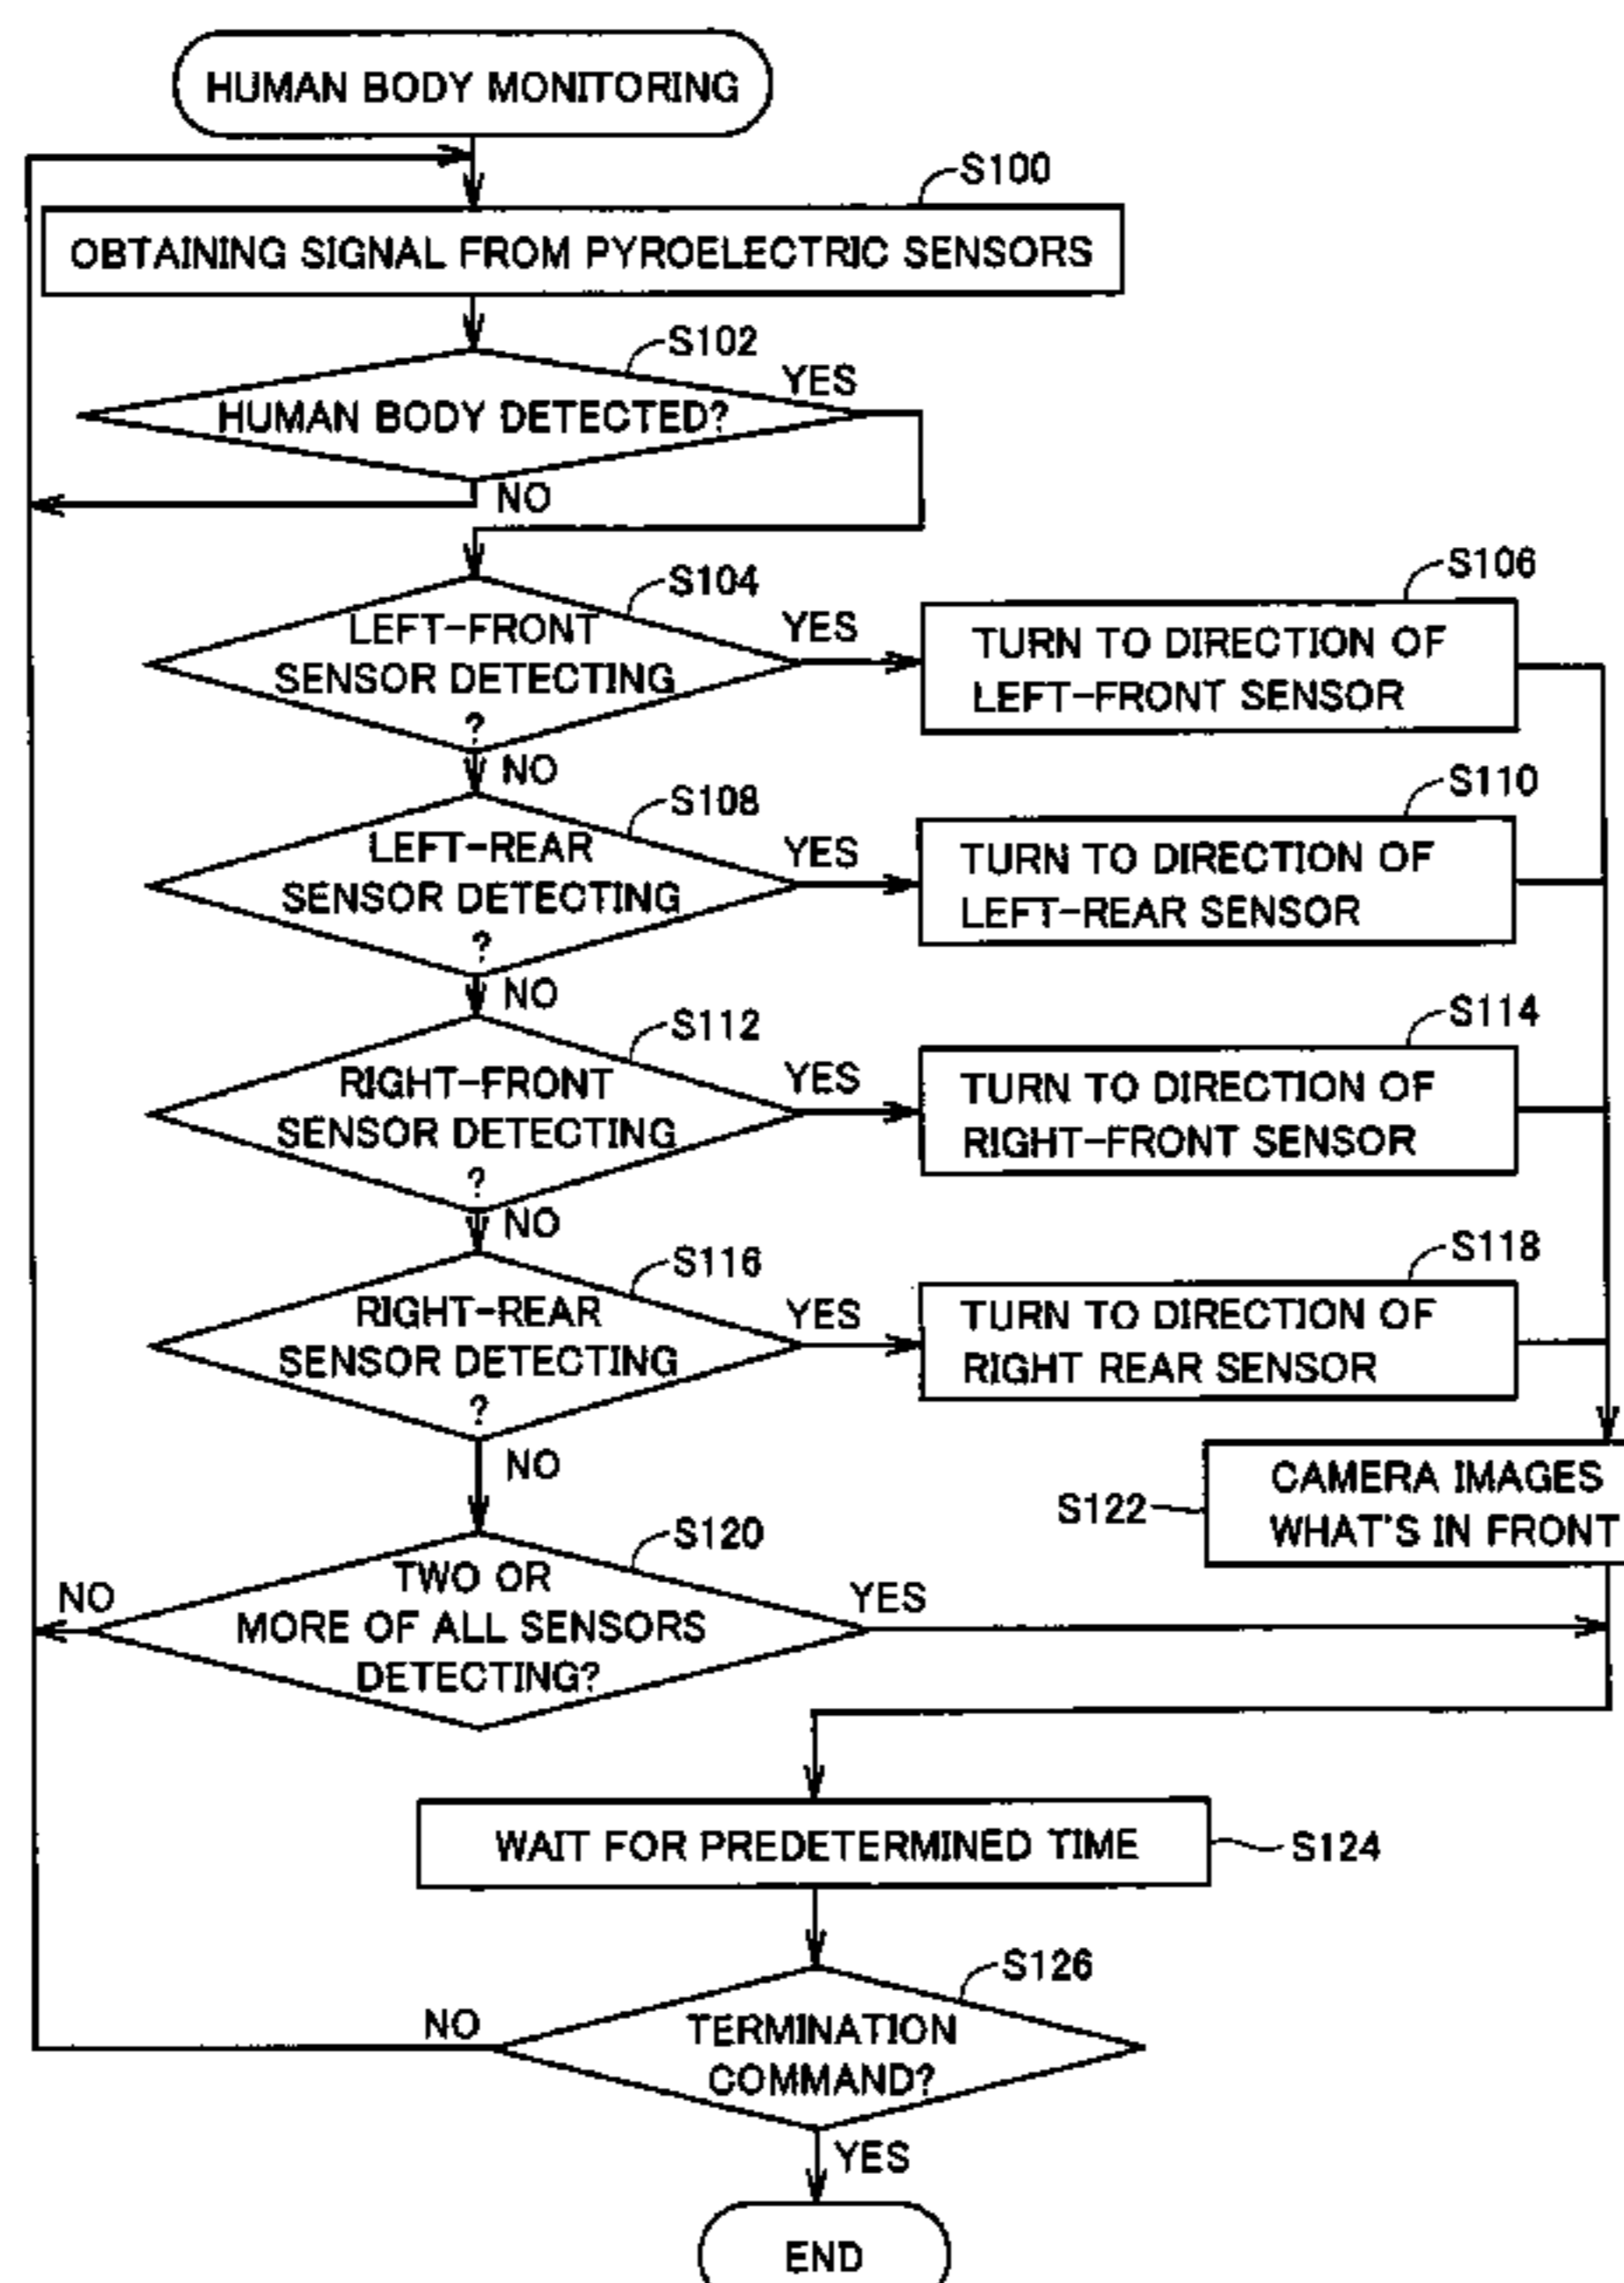 HUMAN BODY MONITORING
S100
OBTAINING SIGNAL FROM PYROELECTRIC SENSORS
S102
YES
HUMAN BODY DETECTED?
NO
S104
LEFT-FRONT
SENSOR DETECTING
?
YES
S106
TURN TO DIRECTION OF
LEFT-FRONT SENSOR
NO
S108
LEFT-REAR
SENSOR DETECTING
?
YES
S110
TURN TO DIRECTION OF
LEFT-REAR SENSOR
NO
S112
RIGHT-FRONT
SENSOR DETECTING
?
YES
S114
TURN TO DIRECTION OF
RIGHT-FRONT SENSOR
NO
S116
RIGHT-REAR
SENSOR DETECTING
?
YES
S118
TURN TO DIRECTION OF
RIGHT REAR SENSOR
NO
S122
CAMERA IMAGES
WHAT'S IN FRONT
S120
NO
TWO OR
MORE OF ALL SENSORS
DETECTING?
YES
WAIT FOR PREDETERMINED TIME
S124
S126
NO
TERMINATION
COMMAND?
YES
END